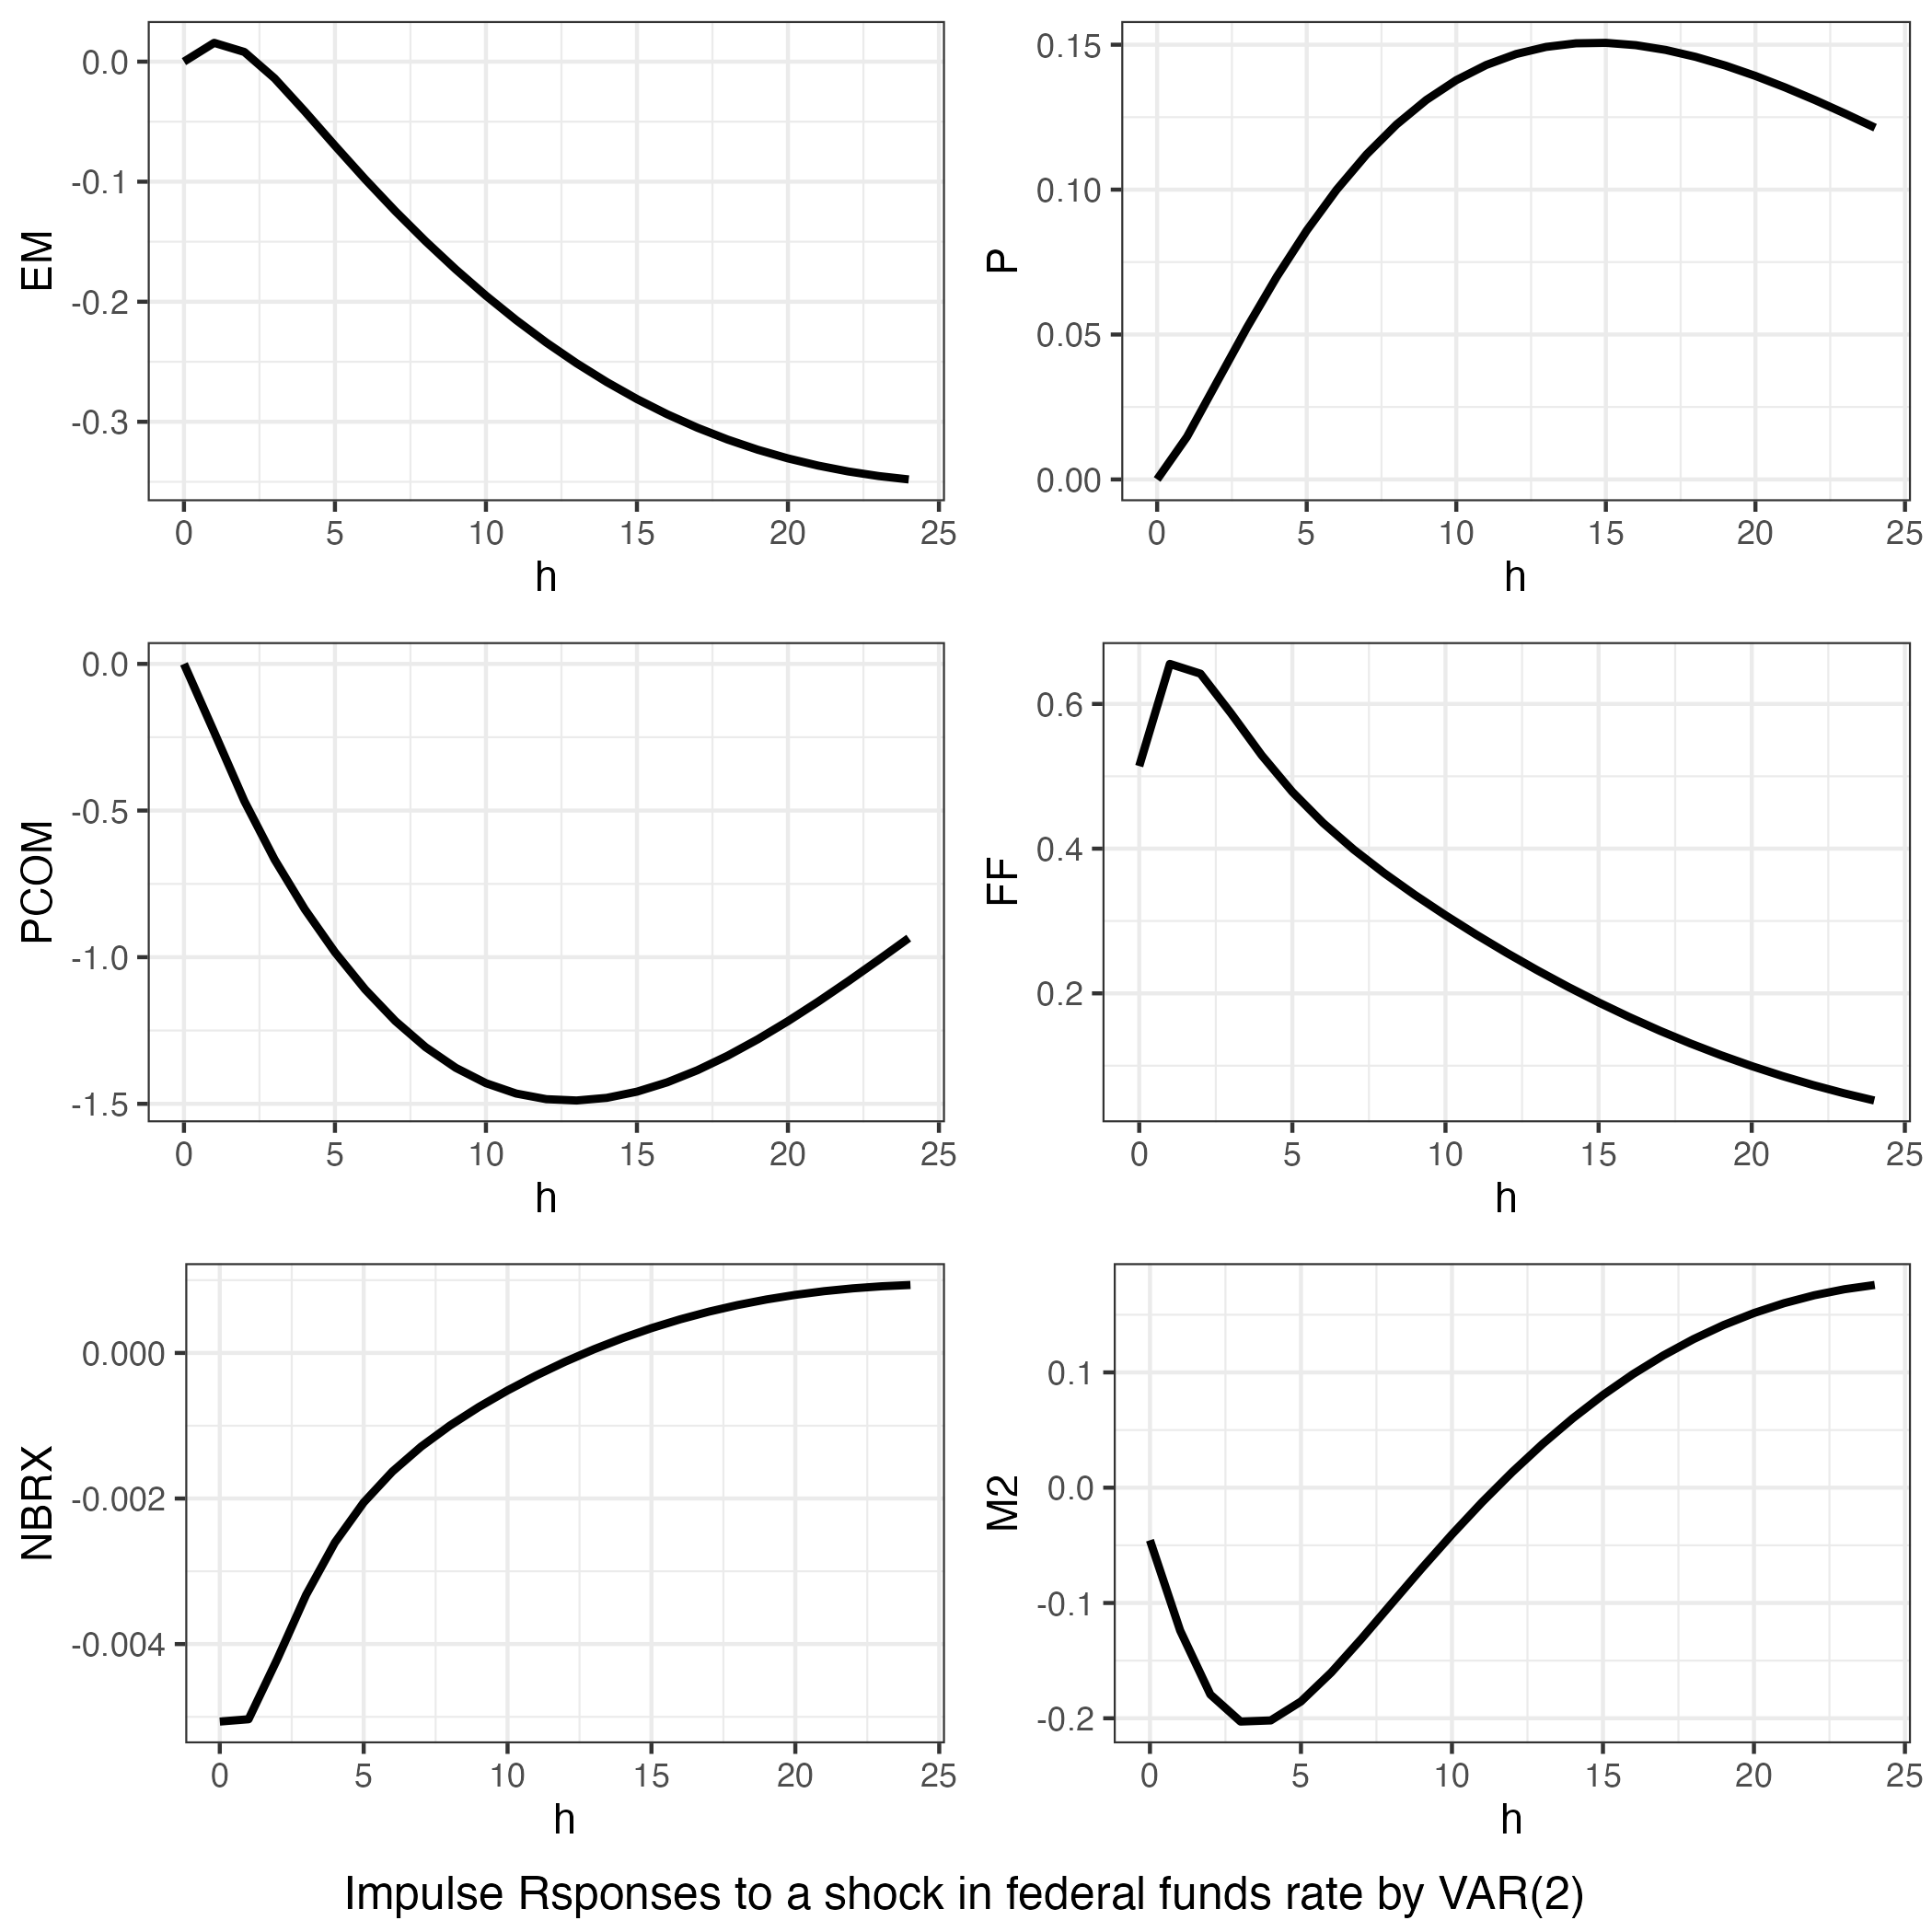 EM
0.0
-0.1
-0.2
-0.3
0 5 10 15 20 25
h
P
0.15
0.10
0.05
0.00
0 5 10 15 20 25
h
PCOM
0.0
-0.5
-1.0
-1.5
0 5 10 15 20 25
h
FF
0.6
0.4
0.2
0 5 10 15 20 25
h
NBRX
0.000
-0.002
-0.004
0 5 10 15 20 25
h
M2
0.1
0.0
-0.1
-0.2
0 5 10 15 20 25
h
Impulse Rsponses to a shock in federal funds rate by VAR(2)